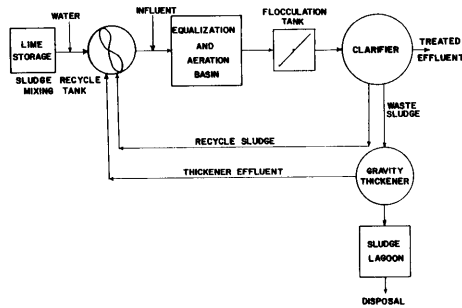 WATER
INFLUENT
FLOCCULATION
TANK
LIME
STORAGE
EQUALIZATION
AND
AERATION
BASIN
CLARIFIER
TREATED
EFFLUENT
SLUDGE RECYCLE
MIXING TANK
WASTE
SLUDGE
RECYCLE SLUDGE
THICKENER EFFLUENT
GRAVITY
THICKENER
SLUDGE
LAGOON
DISPOSAL